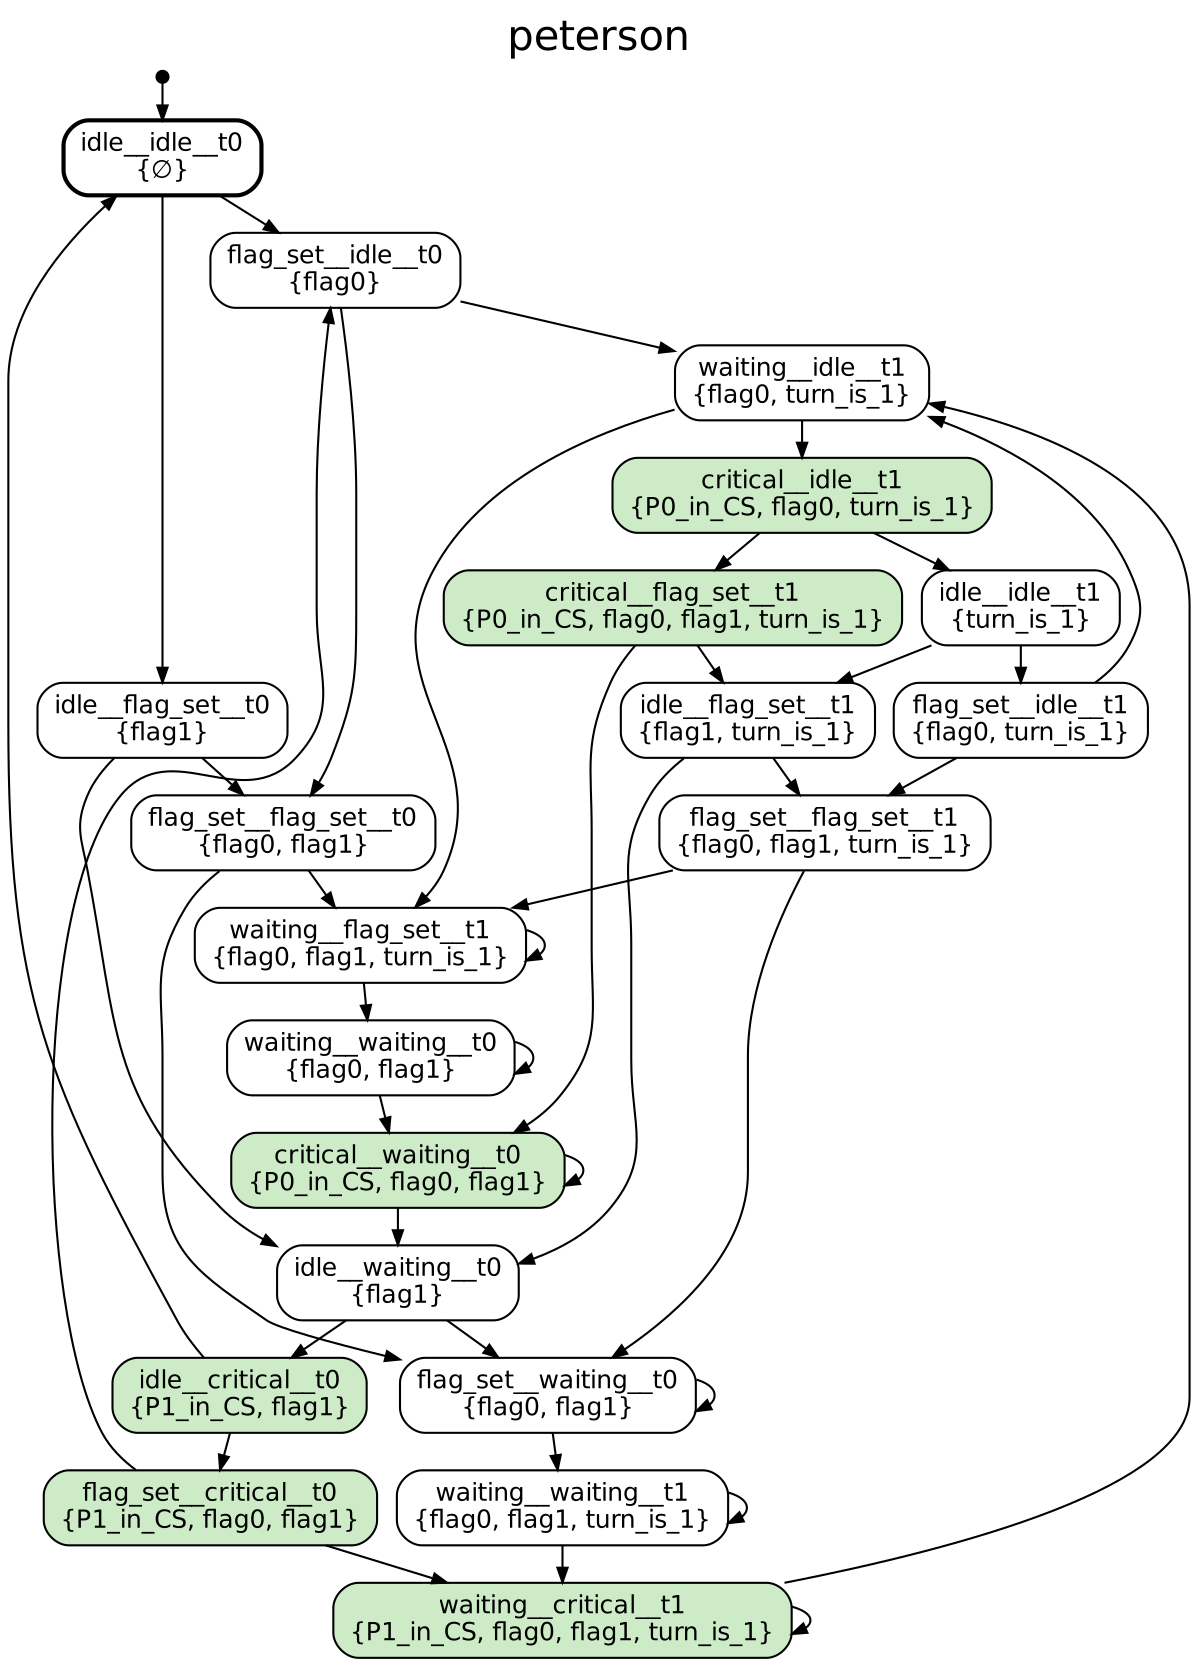 peterson
idle__idle__t0
{∅}
flag_set__idle__t0
{flag0}
waiting__idle__t1
{flag0, turn_is_1}
critical__idle__t1
{P0_in_CS, flag0, turn_is_1}
critical__flag_set__t1
{P0_in_CS, flag0, flag1, turn_is_1}
idle__idle__t1
{turn_is_1}
idle__flag_set__t0
{flag1}
idle__flag_set__t1
{flag1, turn_is_1}
flag_set__idle__t1
{flag0, turn_is_1}
flag_set__flag_set__t0
{flag0, flag1}
flag_set__flag_set__t1
{flag0, flag1, turn_is_1}
waiting__flag_set__t1
{flag0, flag1, turn_is_1}
waiting__waiting__t0
{flag0, flag1}
critical__waiting__t0
{P0_in_CS, flag0, flag1}
idle__waiting__t0
{flag1}
idle__critical__t0
{P1_in_CS, flag1}
flag_set__waiting__t0
{flag0, flag1}
flag_set__critical__t0
{P1_in_CS, flag0, flag1}
waiting__waiting__t1
{flag0, flag1, turn_is_1}
waiting__critical__t1
{P1_in_CS, flag0, flag1, turn_is_1}